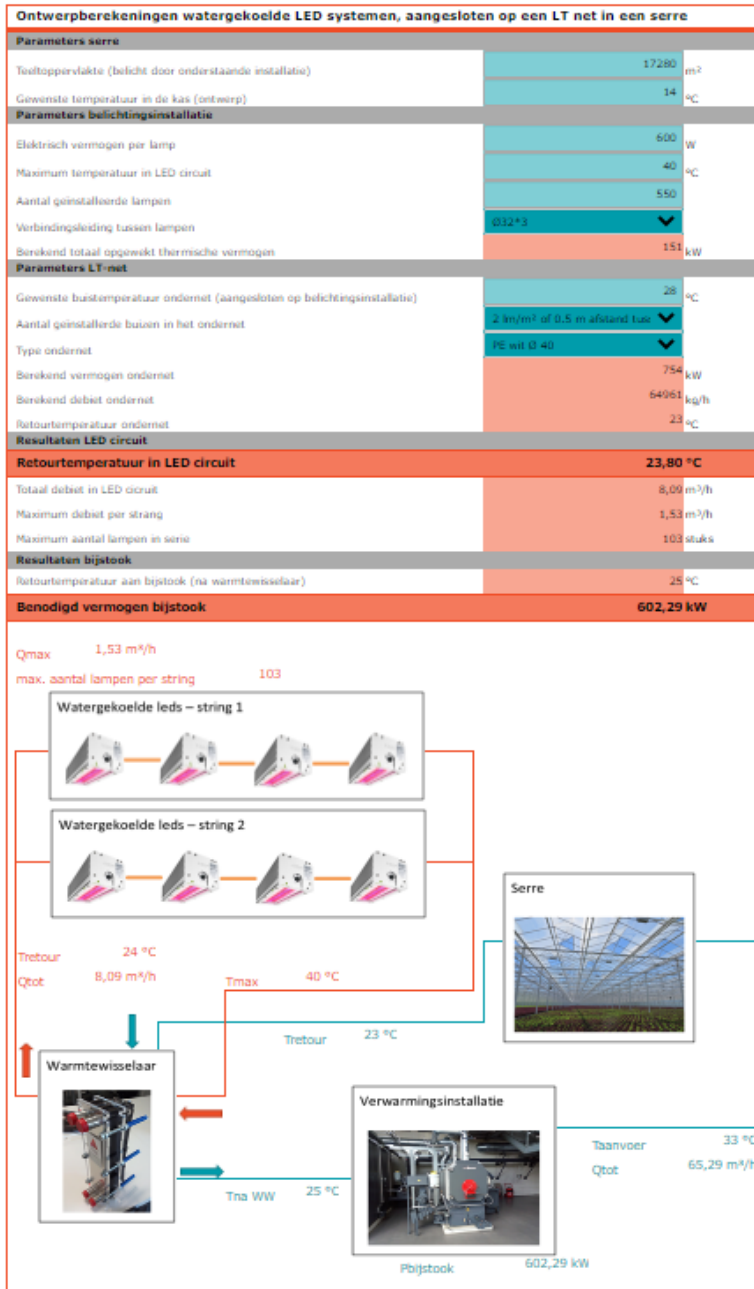 Ontwerpberekeningen watergekoelde LED systemen, aangesloten op een LT net in een serre
Parameters serre
Teeltoppervlakte (belicht door onderstaande installatie) 17280 m²
Gewenste temperatuur in de kas (ontwerp) 14 °C
Parameters belichtingsinstallatie
Elektrisch vermogen per lamp 600 W
Maximum temperatuur in LED circuit 40 °C
Aantal geinstalleerde lampen 550
Verbindingsleiding tussen lampen Ø32*3
Berekend totaal opgewekt thermische vermogen 151 kW
Parameters LT-net
Gewenste buistemperatuur ondernet (aangesloten op belichtingsinstallatie) 28 °C
Aantal geinstallerde buizen in het ondernet 2 lm/m² of 0.5 m afstand tuss
Type ondernet PE wit Ø 40
Berekend vermogen ondernet 754 kW
Berekend debiet ondernet 64961 kg/h
Retourtemperatuur ondernet 23 °C
Resultaten LED circuit
Retourtemperatuur in LED circuit 23,80 °C
Totaal debiet in LED cicruit 8,09 m³/h
Maximum debiet per strang 1,53 m³/h
Maximum aantal lampen in serie 103 stuks
Resultaten bijstook
Retourtemperatuur aan bijstook (na warmtewisselaar) 25 °C
Benodigd vermogen bijstook 602,29 kW
Qmax 1,53 m³/h
max. aantal lampen per string 103
Watergekoelde leds – string 1
Watergekoelde leds – string 2
Serre
Tretour 24 °C
Qtot 8,09 m³/h
Tmax 40 °C
Tretour 23 °C
Warmtewisselaar
Verwarmingsinstallatie
Taanvoer 33 °C
Qtot 65,29 m³/h
Tna WW 25 °C
Pbijstook 602,29 kW